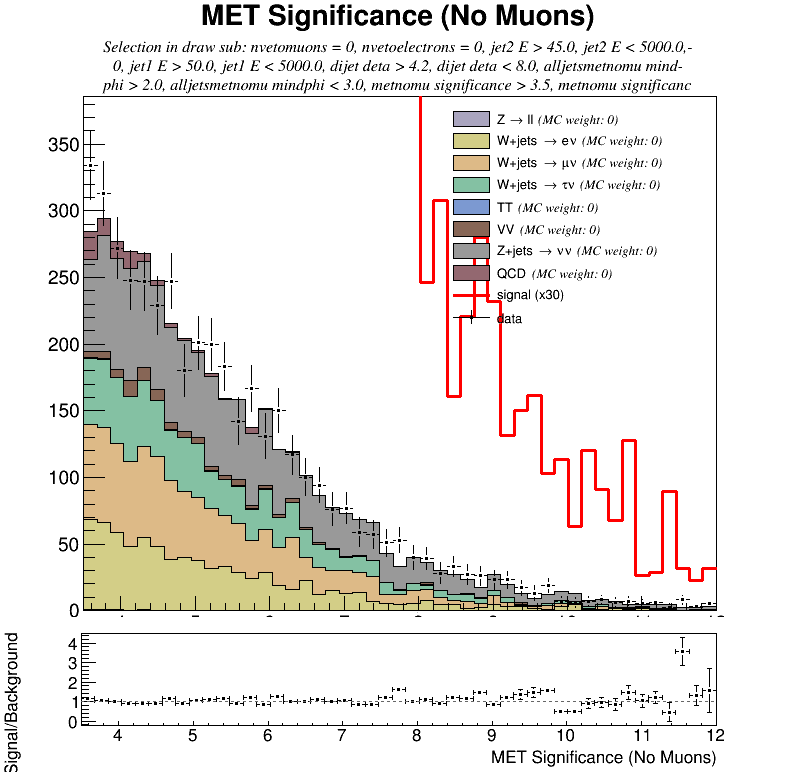 MET Significance (No Muons)
Selection in draw sub: nvetomuons = 0, nvetoelectrons = 0, jet2 E > 45.0, jet2 E < 5000.0,-
0, jet1 E > 50.0, jet1 E < 5000.0, dijet deta > 4.2, dijet deta < 8.0, alljetsmetnomu mind-
phi > 2.0, alljetsmetnomu mindphi < 3.0, metnomu significance > 3.5, metnomu significanc
Z → ll (MC weight: 0)
W+jets → eν (MC weight: 0)
W+jets → μν (MC weight: 0)
W+jets → τν (MC weight: 0)
TT (MC weight: 0)
VV (MC weight: 0)
Z+jets → νν (MC weight: 0)
QCD (MC weight: 0)
signal (x30)
data
350
300
250
200
150
100
50
0
4
3
2
1
0
Signal/Background
4 5 6 7 8 9 10 11 12
MET Significance (No Muons)